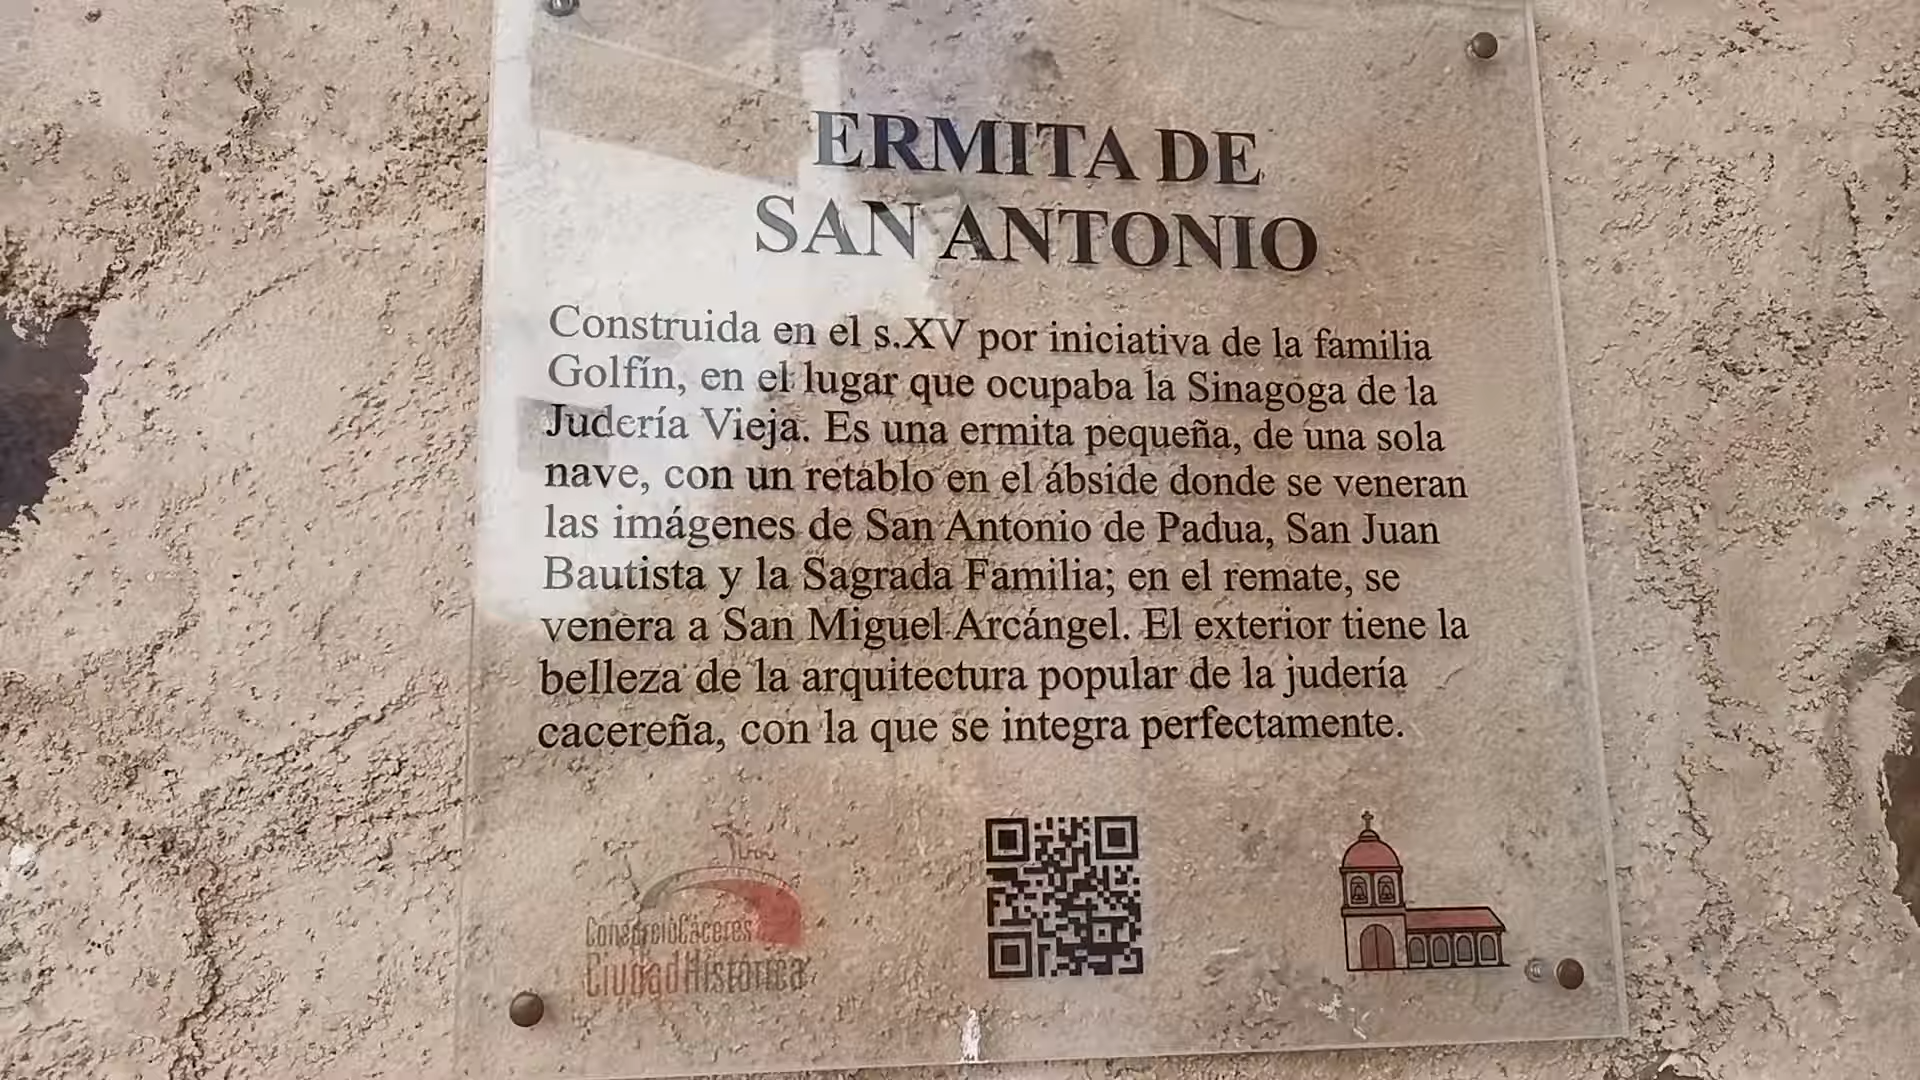 ERMITA DE
SAN ANTONIO
Construida en el s.XV por iniciativa de la familia
Golfín, en el lugar que ocupaba la Sinagoga de la
Judería Vieja. Es una ermita pequeña, de una sola
nave, con un retablo en el ábside donde se veneran
las imágenes de San Antonio de Padua, San Juan
Bautista y la Sagrada Familia; en el remate, se
venera a San Miguel Arcángel. El exterior tiene la
belleza de la arquitectura popular de la judería
cacereña, con la que se integra perfectamente.
Cáceres
Ciudad Histórica